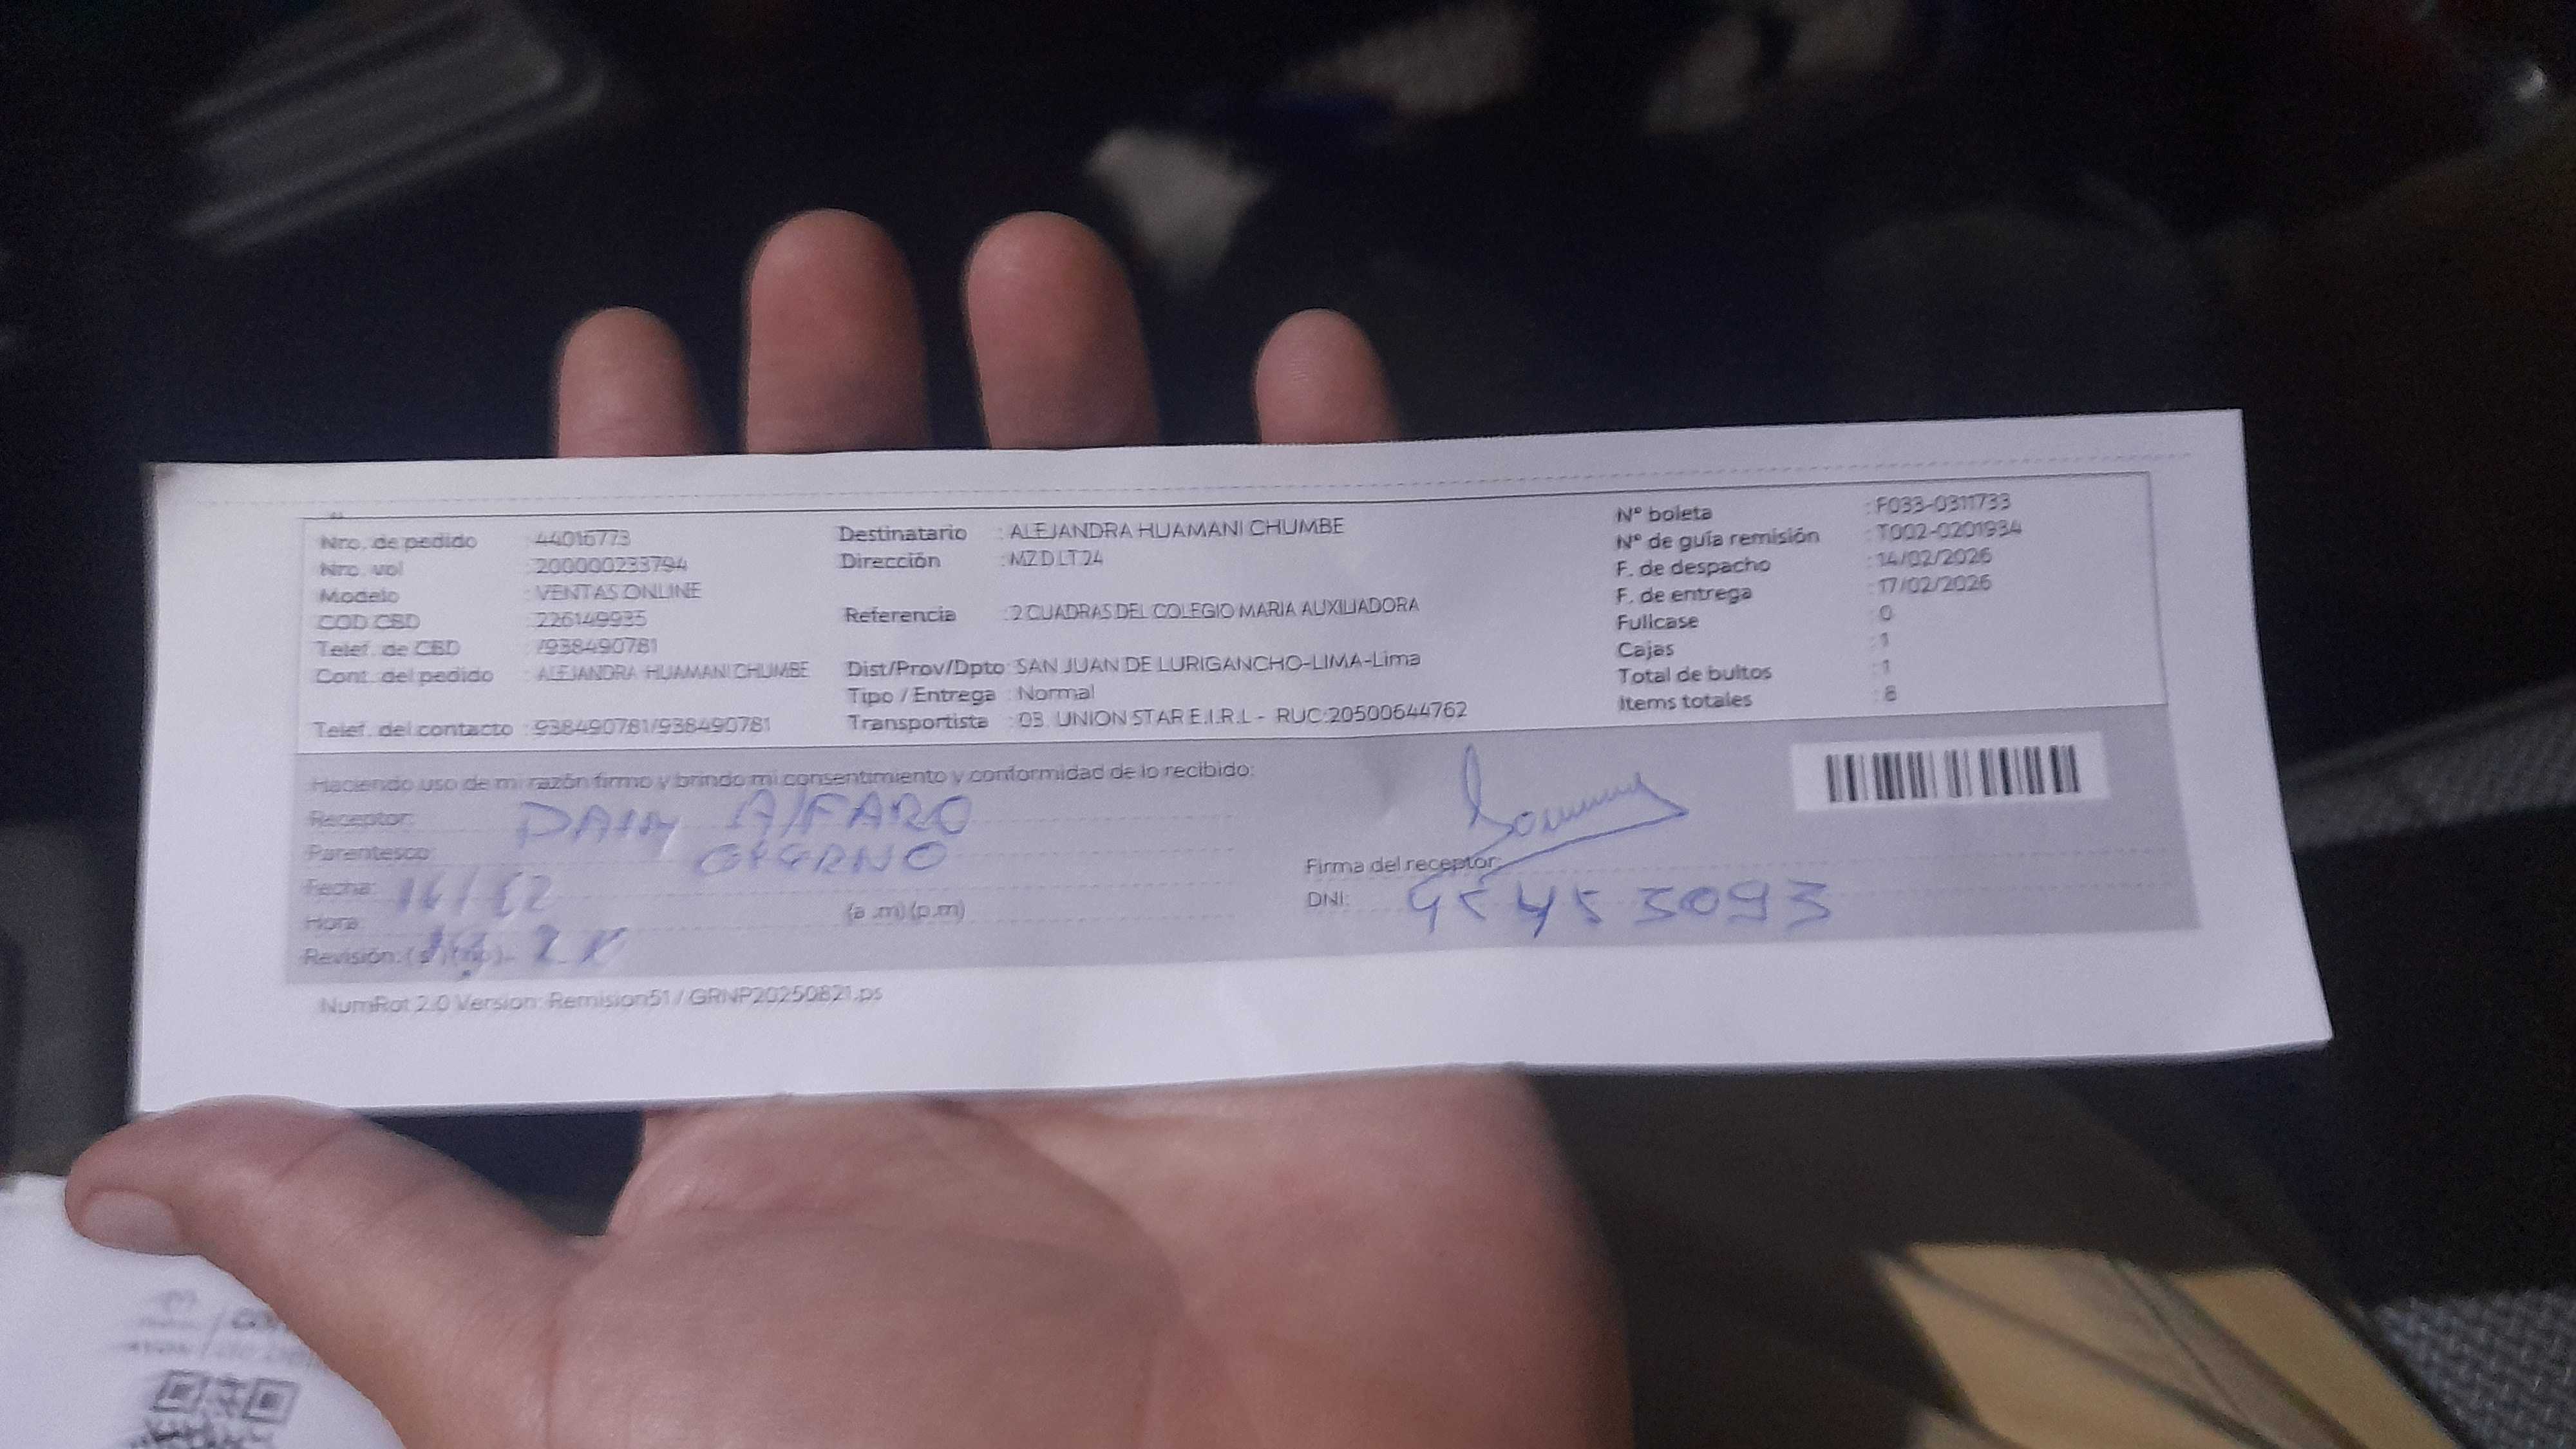 Nro. de pedido : 44016773
Nro. vol : 200000233794
Modelo : VENTAS ONLINE
COD CBD : 226149935
Telef. de CBD : /938490781
Cont. del pedido : ALEJANDRA HUAMANI CHUMBE
Telef. del contacto : 938490781/938490781
Destinatario : ALEJANDRA HUAMANI CHUMBE
Dirección : MZ D LT 24
Referencia : 2 CUADRAS DEL COLEGIO MARIA AUXILIADORA
Dist/Prov/Dpto : SAN JUAN DE LURIGANCHO-LIMA-Lima
Tipo / Entrega : Normal
Transportista : 03. UNION STAR E.I.R.L - RUC:20500644762
N° boleta : F033-0311733
N° de guía remisión : T002-0201934
F. de despacho : 14/02/2026
F. de entrega : 17/02/2026
Fullcase : 0
Cajas : 1
Total de bultos : 1
Items totales : 8
Haciendo uso de mi razón firmo y brindo mi consentimiento y conformidad de lo recibido:
Receptor: ALFARO
Parentesco:
Fecha:
Hora (a.m) (p.m)
Revisión:
Firma del receptor:
DNI: 45453093
NumRot 2.0 Version: Remision51 / GRNP20250821.ps